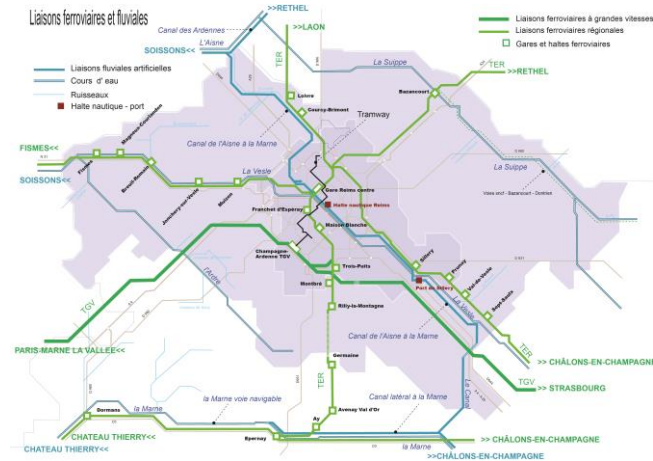 Liaisons ferroviaires et fluviales
Canal des Ardennes
>>RETHEL
L'Aisne
SOISSONS<<
>>LAON
TER
Liaisons ferroviaires à grandes vitesses
Liaisons ferroviaires régionales
Gares et haltes ferroviaires
Liaisons fluviales artificielles
Cours d' eau
Ruisseaux
Halte nautique - port
La Suippe
TER
>>RETHEL
Bazancourt
Loivre
Courcy-Brimont
Tramway
Canal de l'Aisne à la Marne
FISMES<<
SOISSONS<<
Fismes
Magneux-Courlandon
Breuil-Romain
Jonchery-sur-Vesle
Muizon
La Vesle
La Suippe
Gare Reims centre
Halte nautique Reims
Franchet d'Esperey
Maison Blanche
Champagne-
Ardenne TGV
Trois-Puits
Montbré
Rilly-la-Montagne
Sillery
Prunay
Val-de-Vesle
Sept-Saulx
Port de Sillery
La Vesle
l'Ardre
TGV
PARIS-MARNE LA VALLEE<<
Canal de l'Aisne à la Marne
TER
>> CHÂLONS-EN-CHAMPAGNE
TGV
>> STRASBOURG
Germaine
TER
la Marne voie navigable
Canal latéral à la Marne
Le Canal
Dormans
la Marne
Avenay Val d'Or
Ay
Epernay
la Marne
CHATEAU THIERRY<<
CHATEAU THIERRY<<
>> CHÂLONS-EN-CHAMPAGNE
>>CHÂLONS-EN-CHAMPAGNE